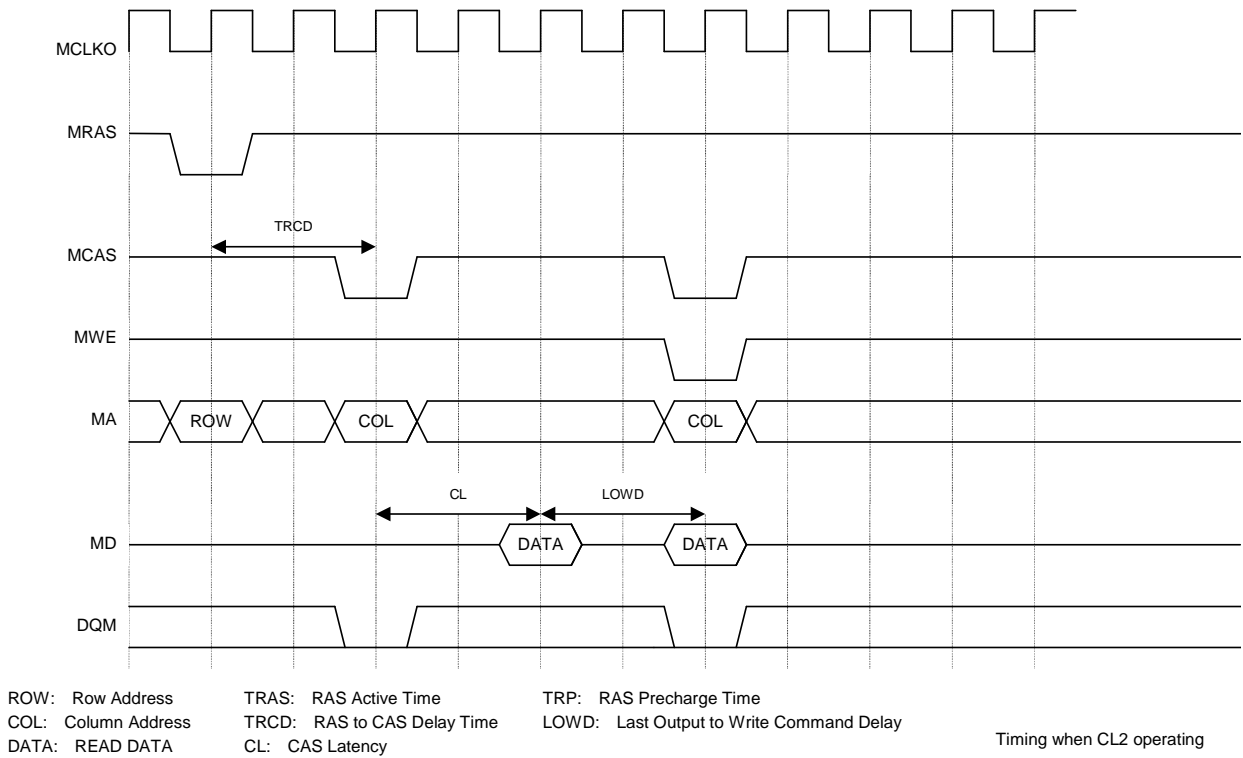 MCLKO
MRAS
TRCD
MCAS
MWE
MA ROW COL COL
CL LOWD
MD DATA DATA
DQM
ROW: Row Address TRAS: RAS Active Time TRP: RAS Precharge Time
COL: Column Address TRCD: RAS to CAS Delay Time LOWD: Last Output to Write Command Delay
DATA: READ DATA CL: CAS Latency
Timing when CL2 operating